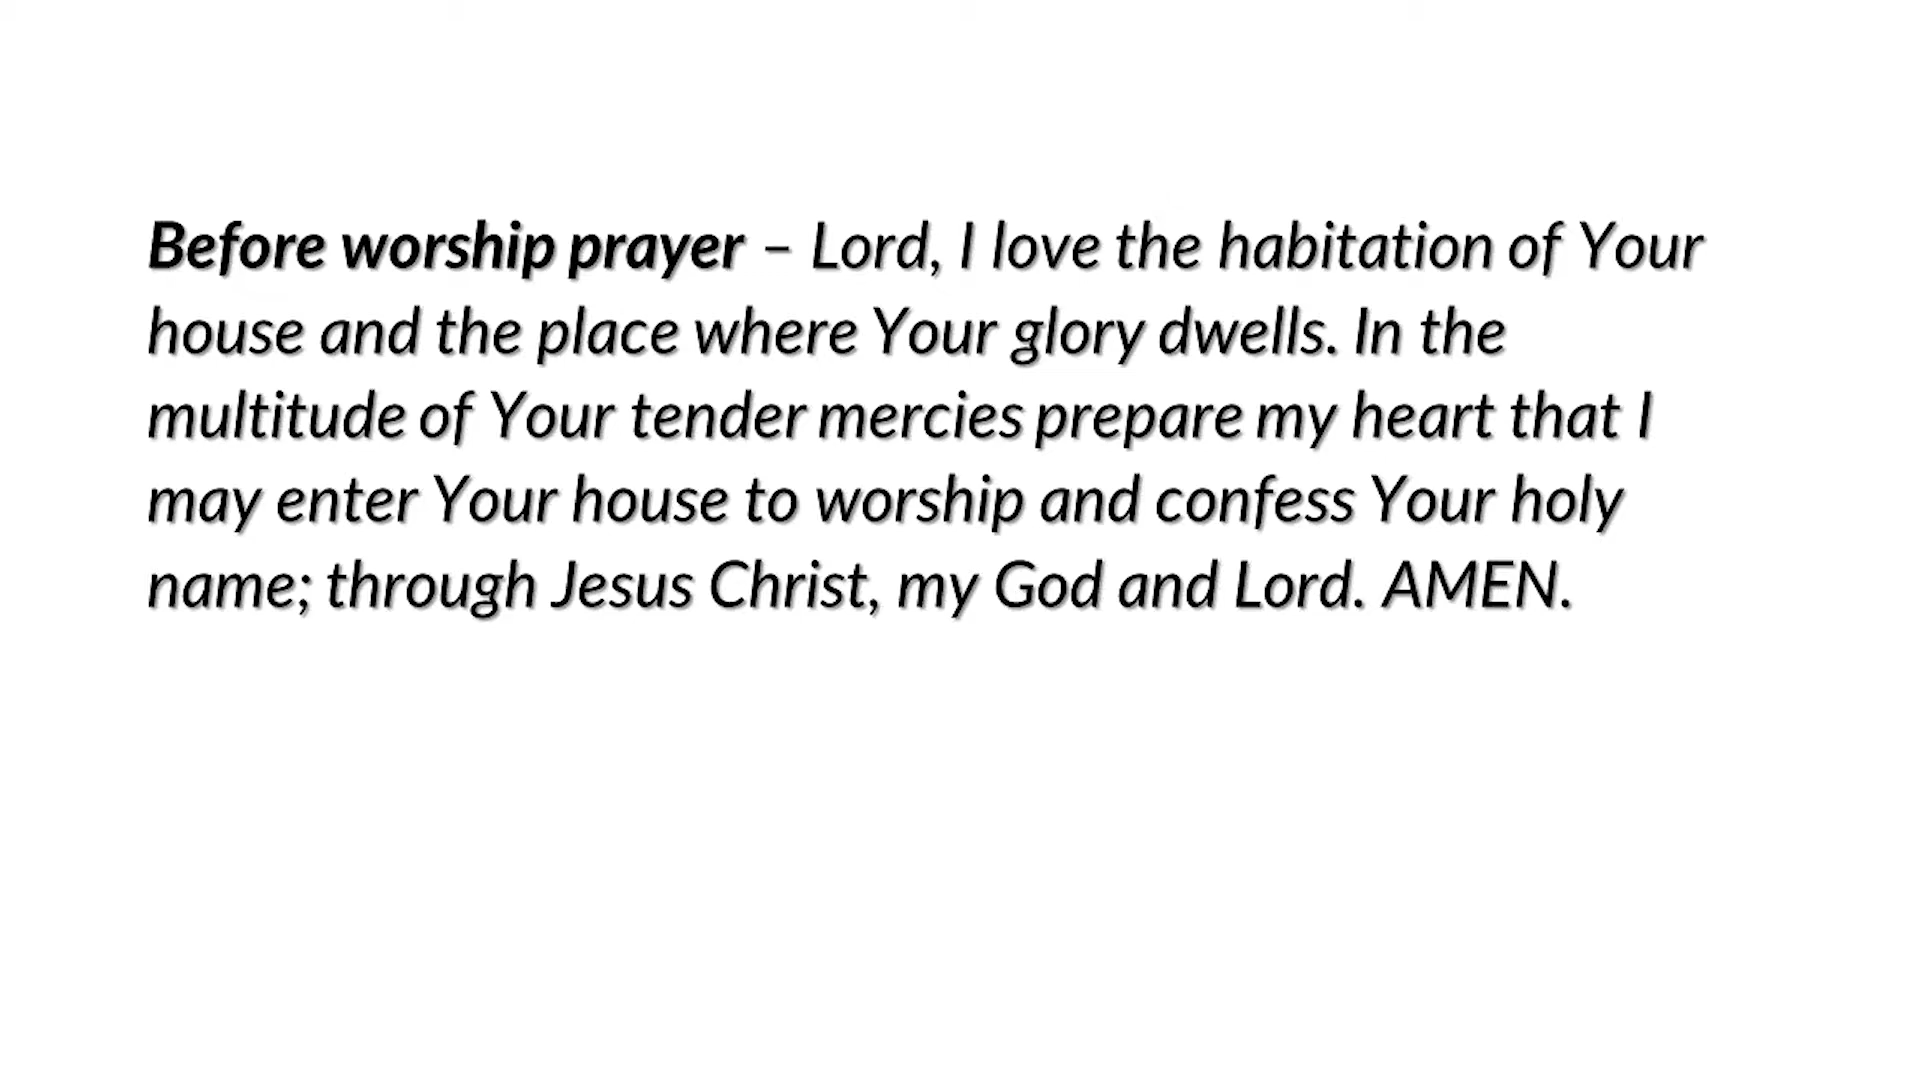 Before worship prayer – Lord, I love the habitation of Your
house and the place where Your glory dwells. In the
multitude of Your tender mercies prepare my heart that I
may enter Your house to worship and confess Your holy
name; through Jesus Christ, my God and Lord. AMEN.